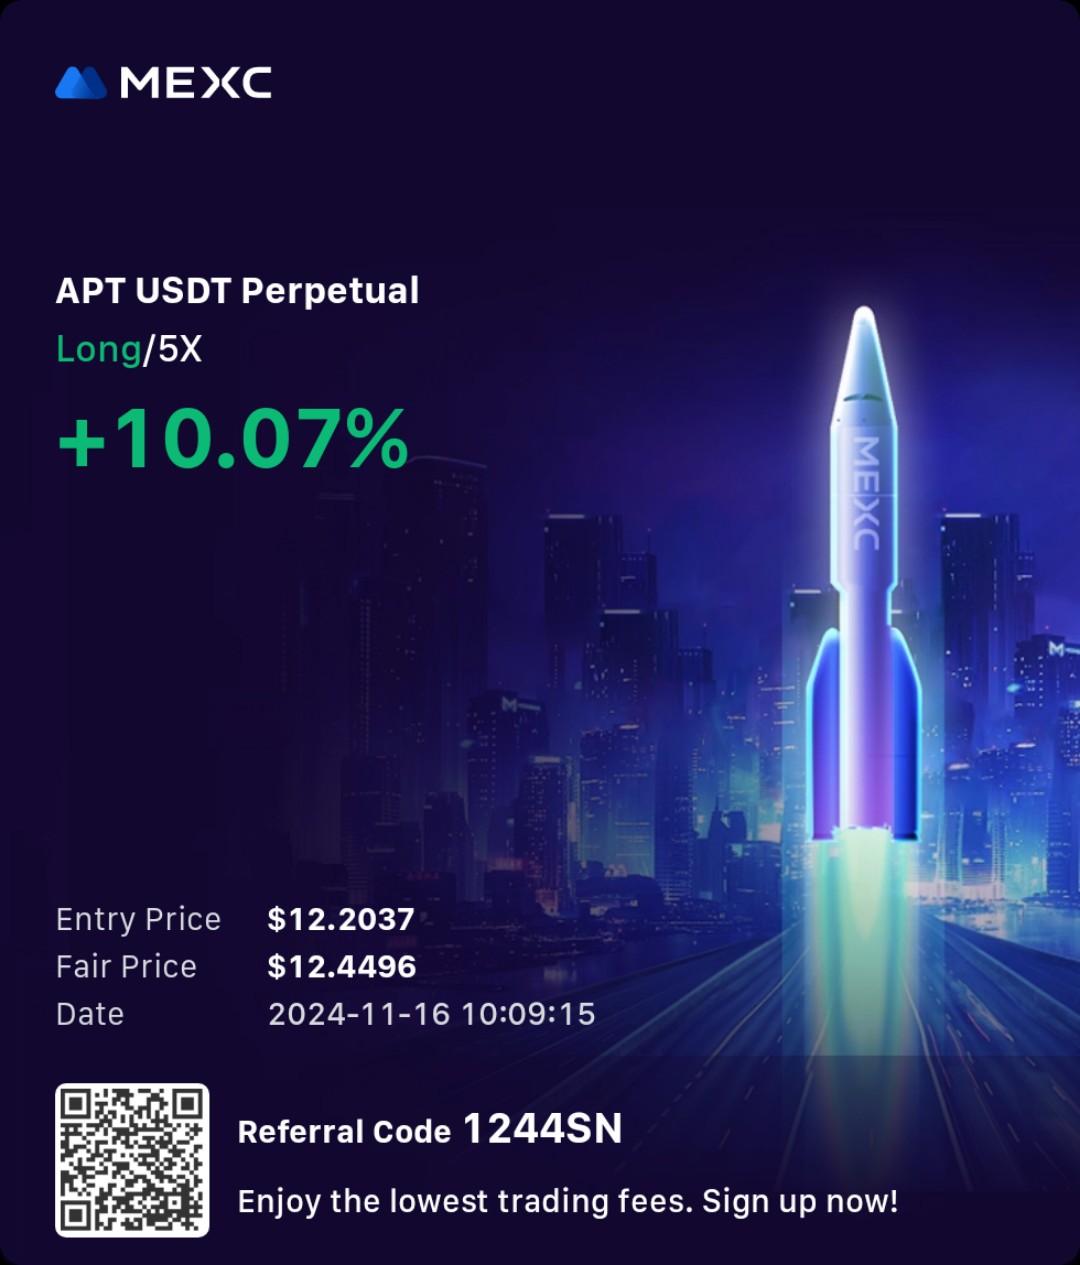 MEXC
APT USDT Perpetual
Long/5X
+10.07%
MEXC
Entry Price $12.2037
Fair Price $12.4496
Date 2024-11-16 10:09:15
Referral Code 1244SN
Enjoy the lowest trading fees. Sign up now!